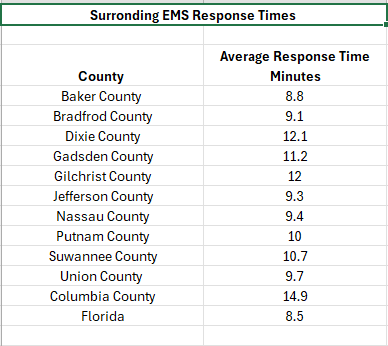 Surronding EMS Response Times
County Average Response Time Minutes
Baker County 8.8
Bradfrod County 9.1
Dixie County 12.1
Gadsden County 11.2
Gilchrist County 12
Jefferson County 9.3
Nassau County 9.4
Putnam County 10
Suwannee County 10.7
Union County 9.7
Columbia County 14.9
Florida 8.5